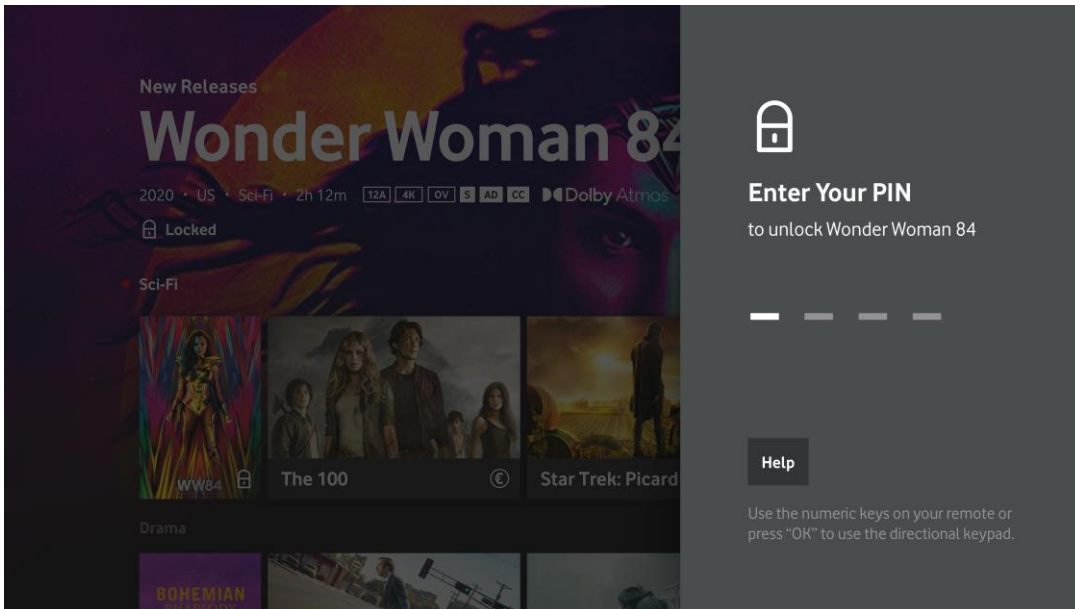 New Releases
Wonder Woman 84
2020 · US · Sci-Fi · 2h 12m 12A 4K OV S AD CC Dolby Atmos
Locked
Sci-Fi
WW84
The 100 €
Star Trek: Picard
Drama
BOHEMIAN
RHAPSODY
Enter Your PIN
to unlock Wonder Woman 84
Help
Use the numeric keys on your remote or
press “OK” to use the directional keypad.